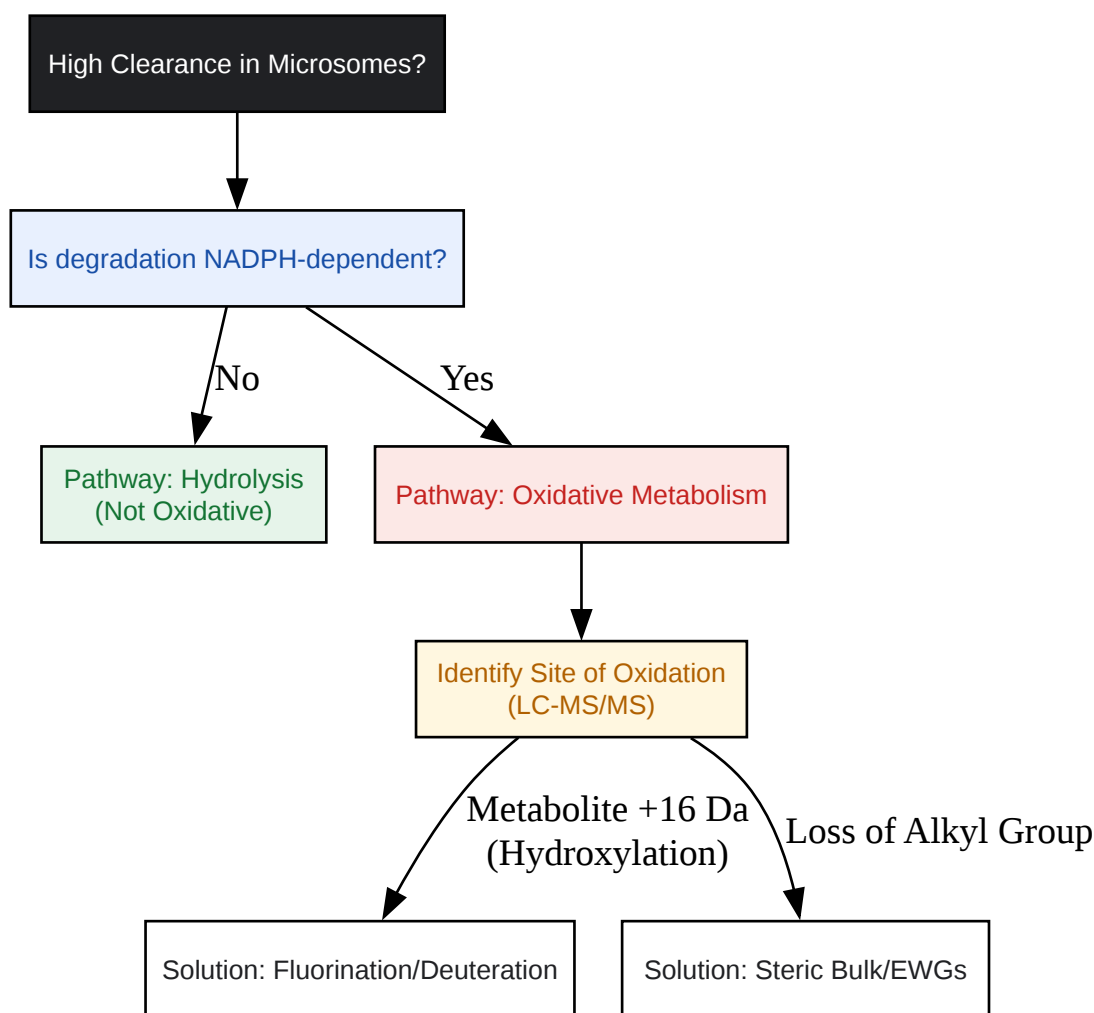 High Clearance in Microsomes?
Is degradation NADPH-dependent?
No
Yes
Pathway: Hydrolysis
(Not Oxidative)
Pathway: Oxidative Metabolism
Identify Site of Oxidation
(LC-MS/MS)
Metabolite +16 Da
(Hydroxylation)
Loss of Alkyl Group
Solution: Fluorination/Deuteration
Solution: Steric Bulk/EWGs